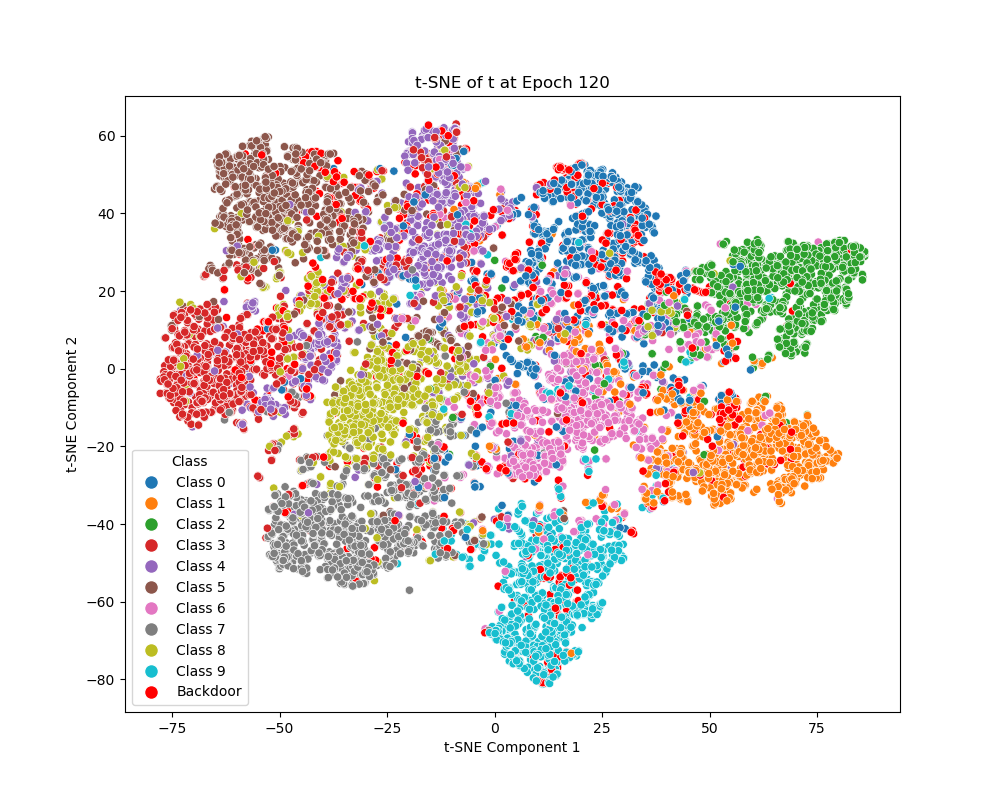 t-SNE of t at Epoch 120
t-SNE Component 2
60
40
20
0
−20
−40
−60
−80
Class
Class 0
Class 1
Class 2
Class 3
Class 4
Class 5
Class 6
Class 7
Class 8
Class 9
Backdoor
−75 −50 −25 0 25 50 75
t-SNE Component 1